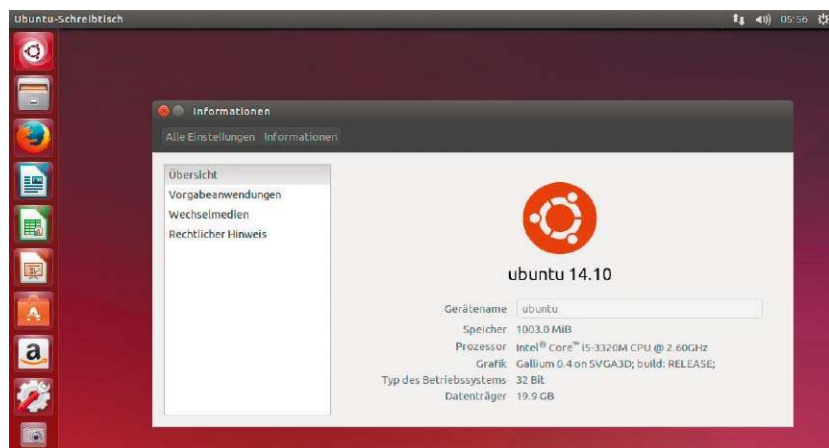 Ubuntu-Schreibtisch 05:56
Informationen
Alle Einstellungen Informationen
Übersicht
Vorgabeanwendungen
Wechselmedien
Rechtlicher Hinweis
ubuntu 14.10
Gerätename ubuntu
Speicher 1003.0 MiB
Prozessor Intel® Core™ i5-3320M CPU @ 2.60GHz
Grafik Gallium 0.4 on SVGA3D; build: RELEASE;
Typ des Betriebssystems 32 Bit
Datenträger 19.9 GB
A
a